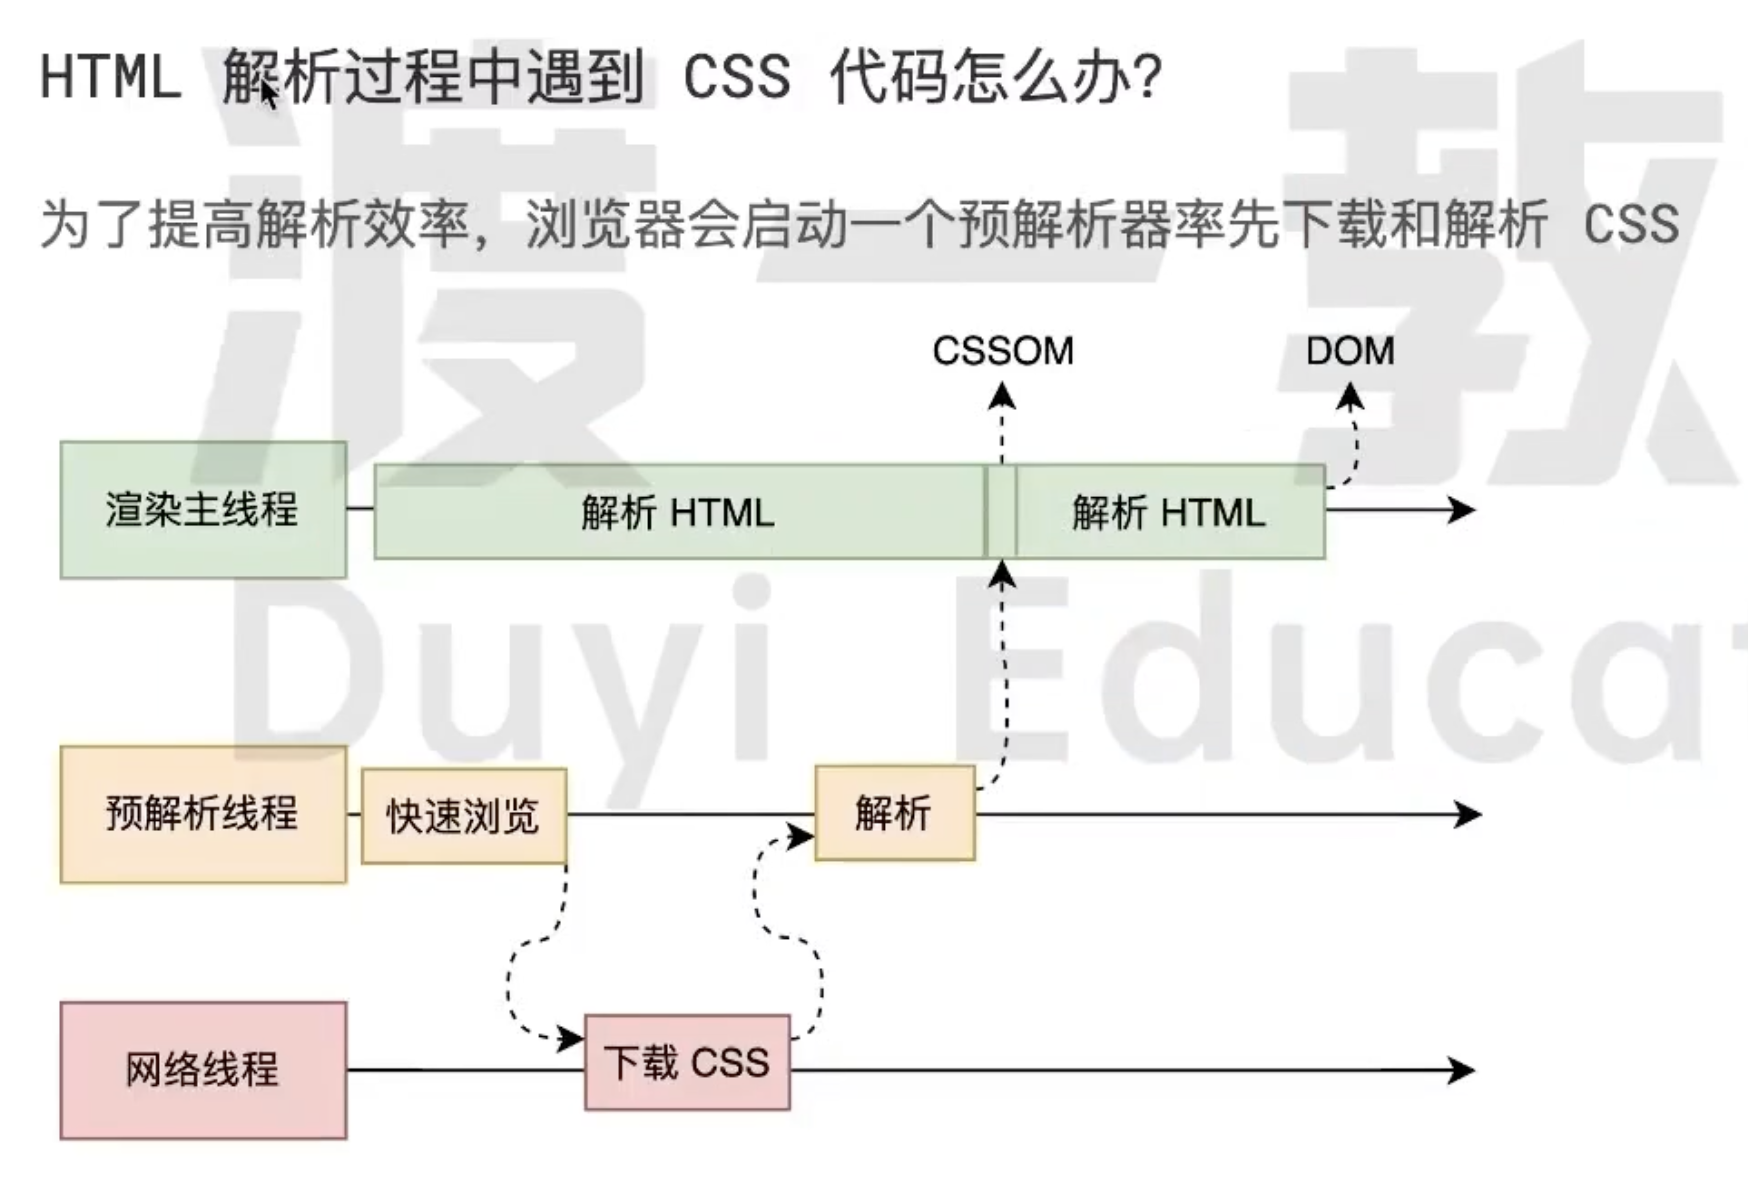 HTML 解析过程中遇到 CSS 代码怎么办?
为了提高解析效率，浏览器会启动一个预解析器率先下载和解析 CSS
CSSOM
DOM
渲染主线程
解析 HTML
解析 HTML
预解析线程
快速浏览
解析
网络线程
下载 CSS
渡一教
Duyi Educat